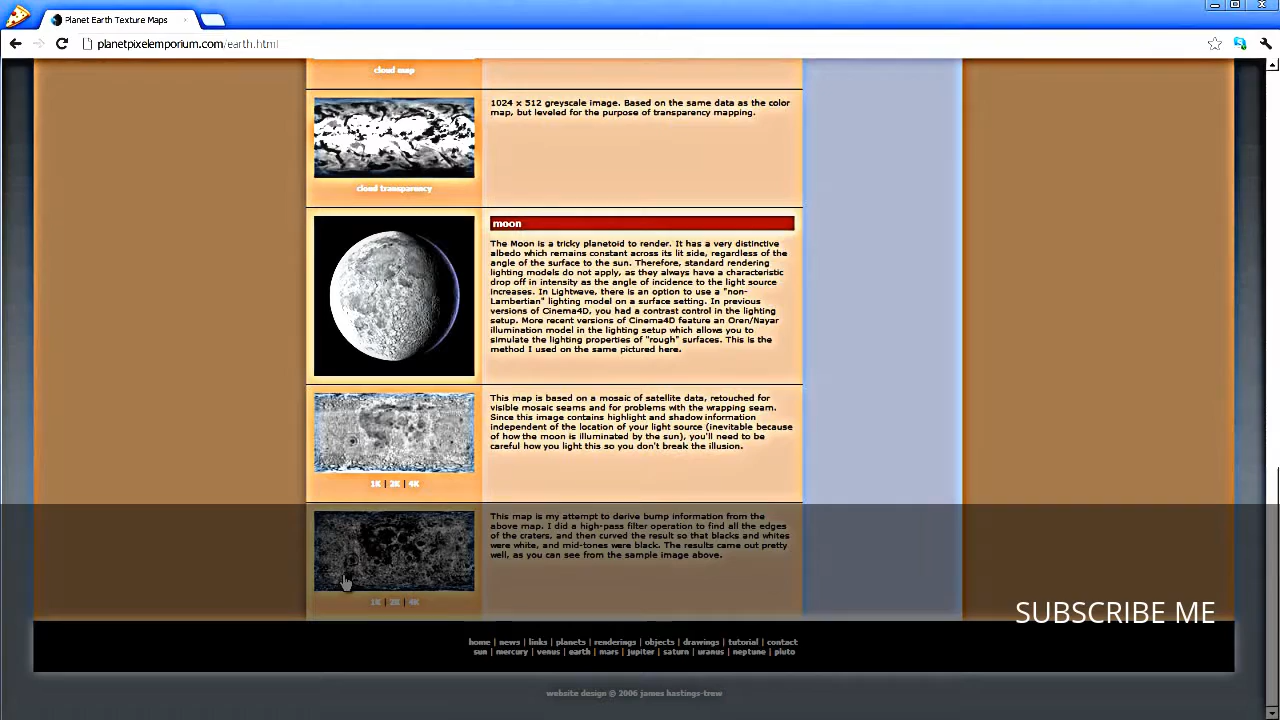 Planet Earth Texture Maps
planetpixelemporium.com/earth.html
cloud map
1024 x 512 greyscale image. Based on the same data as the color
map, but leveled for the purpose of transparency mapping.
cloud transparency
moon
The Moon is a tricky planetoid to render. It has a very distinctive
albedo which remains constant across its lit side, regardless of the
angle of the surface to the sun. Therefore, standard rendering
lighting models do not apply, as they always have a characteristic
drop off in intensity as the angle of incidence to the light source
increases. In Lightwave, there is an option to use a "non-
Lambertian" lighting model on a surface setting. In previous
versions of Cinema4D, you had a contrast control in the lighting
setup. More recent versions of Cinema4D feature an Oren/Nayar
illumination model in the lighting setup which allows you to
simulate the lighting properties of "rough" surfaces. This is the
method I used on the same pictured here.
This map is based on a mosaic of satellite data, retouched for
visible mosaic seams and for problems with the wrapping seam.
Since this image contains highlight and shadow information
independent of the location of your light source (inevitable because
of how the moon is illuminated by the sun), you'll need to be
careful how you light this so you don't break the illusion.
1K | 2K | 4K
This map is my attempt to derive bump information from the
above map. I did a high-pass filter operation to find all the edges
of the craters, and then curved the result so that blacks and whites
were white, and mid-tones were black. The results came out pretty
well, as you can see from the sample image above.
1K | 2K | 4K
SUBSCRIBE ME
home | news | links | planets | renderings | objects | drawings | tutorial | contact
sun | mercury | venus | earth | mars | jupiter | saturn | uranus | neptune | pluto
website design © 2006 james hastings-trew